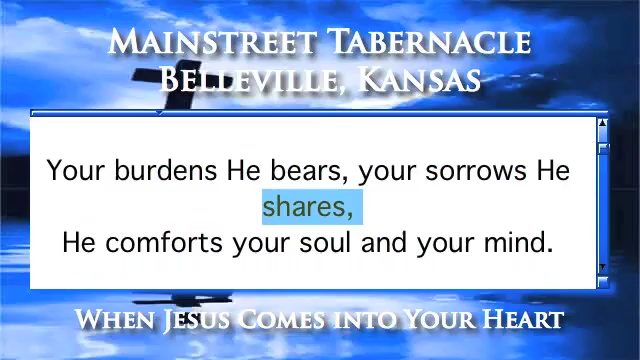 Mainstreet Tabernacle
Belleville, Kansas
Your burdens He bears, your sorrows He
shares,
He comforts your soul and your mind.
When Jesus Comes into Your Heart